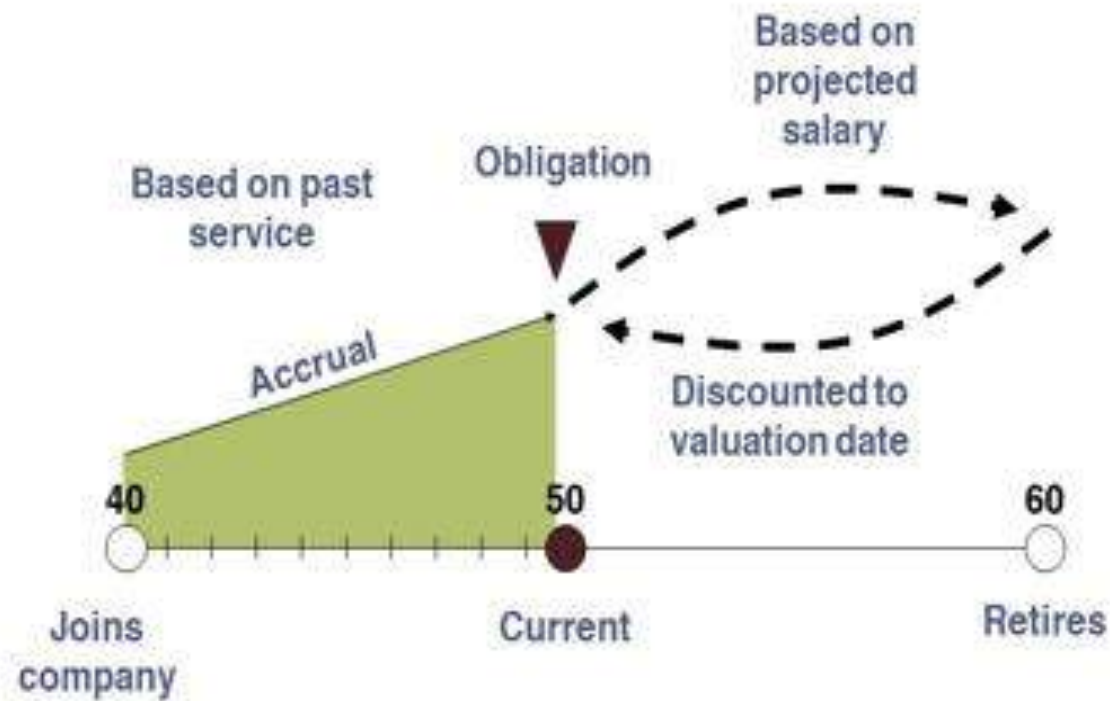 Based on
projected
salary
Obligation
Based on past
service
Accrual
Discounted to
valuation date
40
50
60
Joins
company
Current
Retires